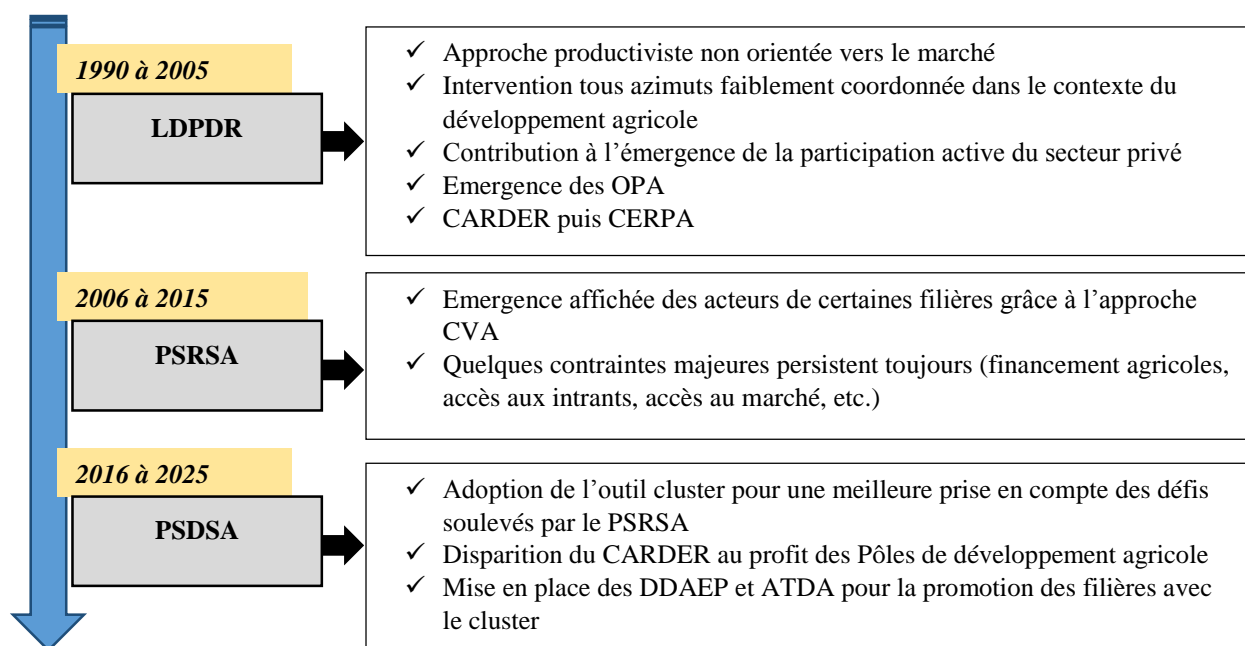 1990 à 2005
LDPDR
✓ Approche productiviste non orientée vers le marché
✓ Intervention tous azimuts faiblement coordonnée dans le contexte du
développement agricole
✓ Contribution à l’émergence de la participation active du secteur privé
✓ Emergence des OPA
✓ CARDER puis CERPA
2006 à 2015
PSRSA
✓ Emergence affichée des acteurs de certaines filières grâce à l’approche
CVA
✓ Quelques contraintes majeures persistent toujours (financement agricoles,
accès aux intrants, accès au marché, etc.)
2016 à 2025
PSDSA
✓ Adoption de l’outil cluster pour une meilleure prise en compte des défis
soulevés par le PSRSA
✓ Disparition du CARDER au profit des Pôles de développement agricole
✓ Mise en place des DDAEP et ATDA pour la promotion des filières avec
le cluster